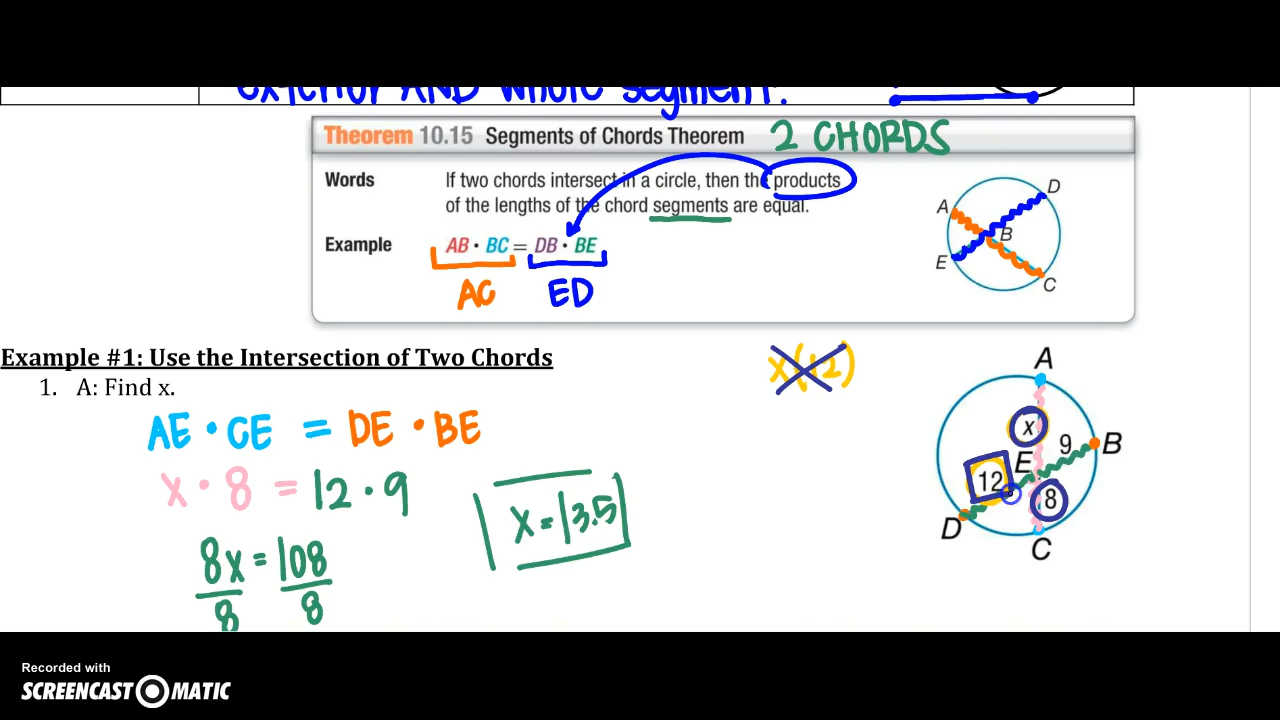 exterior AND whole segment.
Theorem 10.15 Segments of Chords Theorem 2 CHORDS
Words If two chords intersect in a circle, then the products
of the lengths of the chord segments are equal.
Example AB · BC = DB · BE
AC ED
A
D
B
E
C
Example #1: Use the Intersection of Two Chords
x(12)
1. A: Find x.
AE · CE = DE · BE
x · 8 = 12 · 9
8x = 108
8 8
x = 13.5
A
x
9
B
E
12
8
D
C
Recorded with
SCREENCAST O MATIC